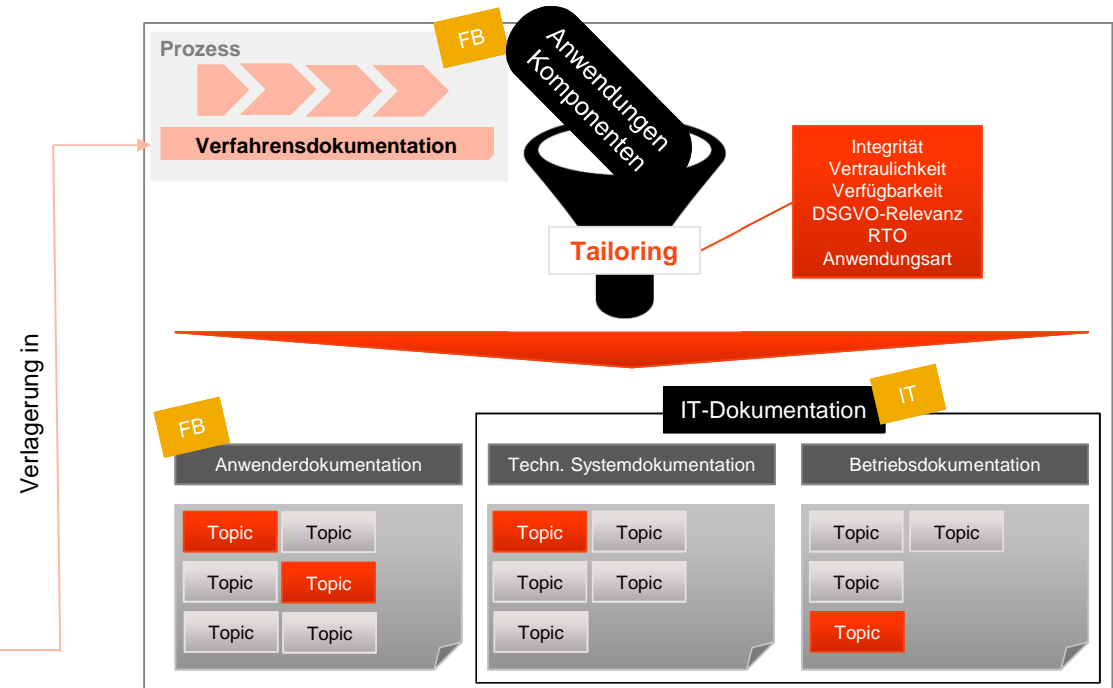 Prozess
FB
Verfahrensdokumentation
Anwendungen
Komponenten
Integrität
Vertraulichkeit
Verfügbarkeit
DSGVO-Relevanz
RTO
Anwendungsart
Tailoring
Verlagerung in
IT-Dokumentation
IT
FB
Anwenderdokumentation
Techn. Systemdokumentation
Betriebsdokumentation
Topic Topic
Topic Topic
Topic Topic
Topic Topic
Topic Topic
Topic
Topic Topic
Topic
Topic